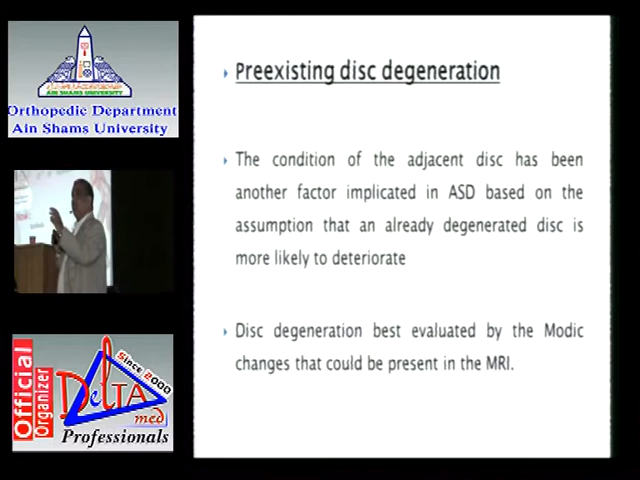 AIN SHAMS UNIVERSITY
Orthopedic Department
Ain Shams University
Official
Organizer
Since 2000
DELTA
med
Professionals
Preexisting disc degeneration
The condition of the adjacent disc has been
another factor implicated in ASD based on the
assumption that an already degenerated disc is
more likely to deteriorate
Disc degeneration best evaluated by the Modic
changes that could be present in the MRI.